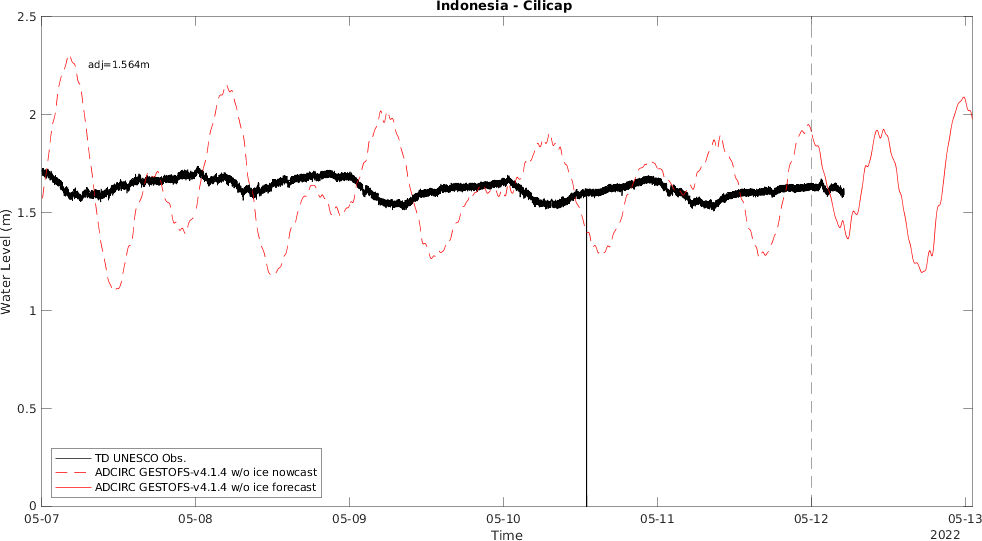 Indonesia - Cilicap
2.5
2
1.5
1
0.5
0
Water Level (m)
adj=1.564m
TD UNESCO Obs.
ADCIRC GESTOFS-v4.1.4 w/o ice nowcast
ADCIRC GESTOFS-v4.1.4 w/o ice forecast
05-07
05-08
05-09
05-10
05-11
05-12
05-13
Time
2022